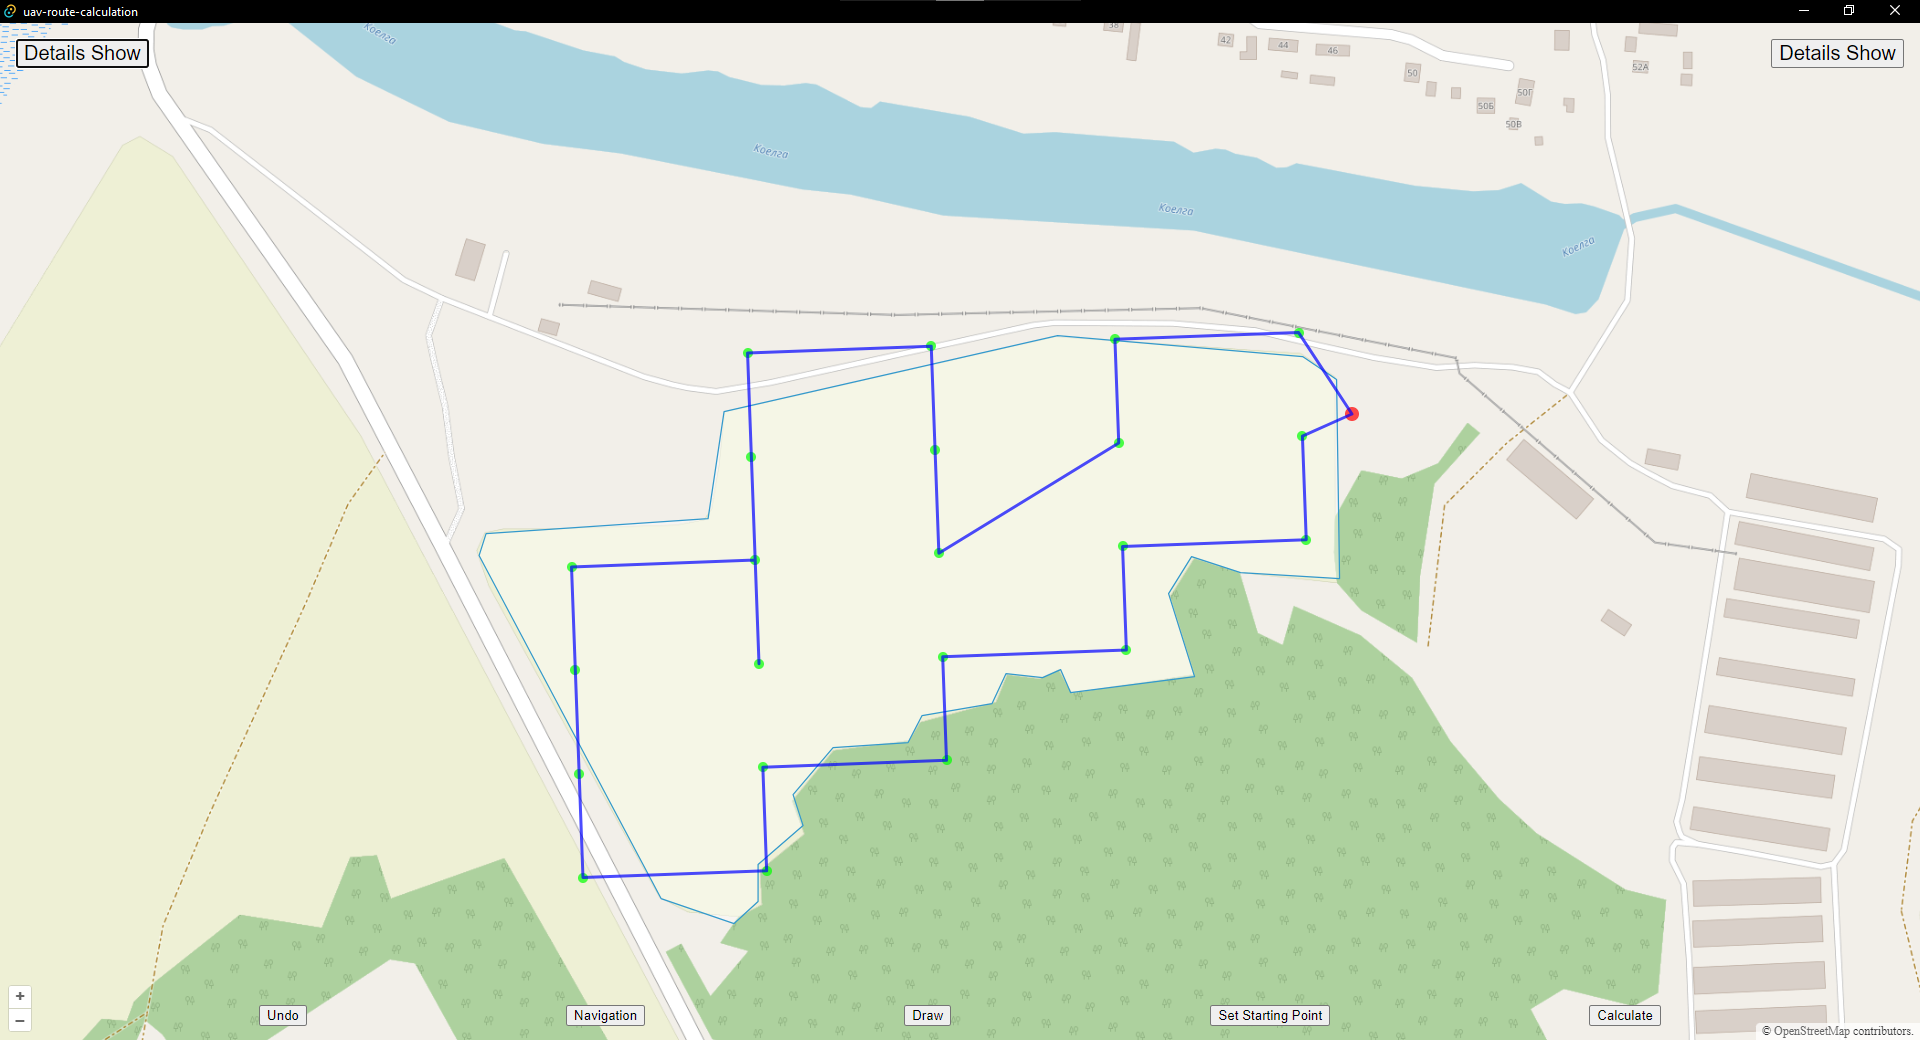 uav-route-calculation
Details Show
Details Show
Коелга
38
42
44
46
50
52А
50Г
50Б
50В
Коелга
Коелга
Коелга
+
−
Undo
Navigation
Draw
Set Starting Point
Calculate
© OpenStreetMap contributors.